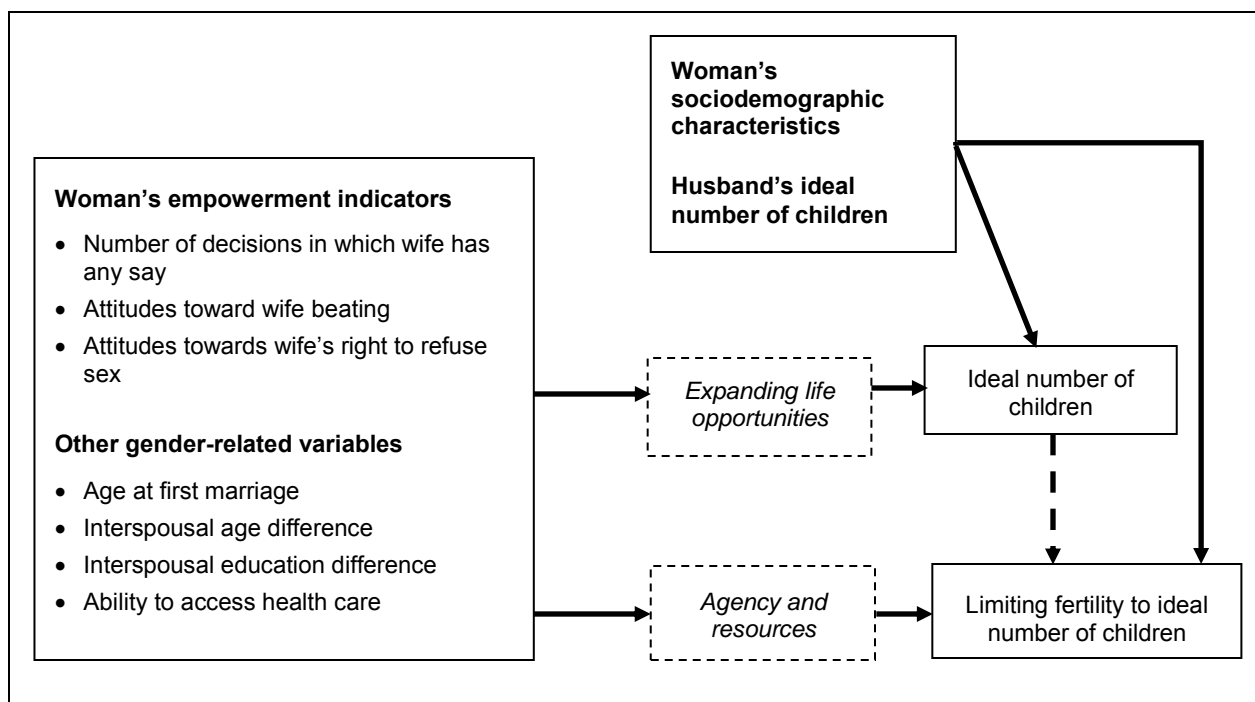 Woman’s
sociodemographic
characteristics
Husband’s ideal
number of children
Woman’s empowerment indicators
• Number of decisions in which wife has
any say
• Attitudes toward wife beating
• Attitudes towards wife’s right to refuse
sex
Other gender-related variables
• Age at first marriage
• Interspousal age difference
• Interspousal education difference
• Ability to access health care
Expanding life
opportunities
Ideal number of
children
Agency and
resources
Limiting fertility to ideal
number of children